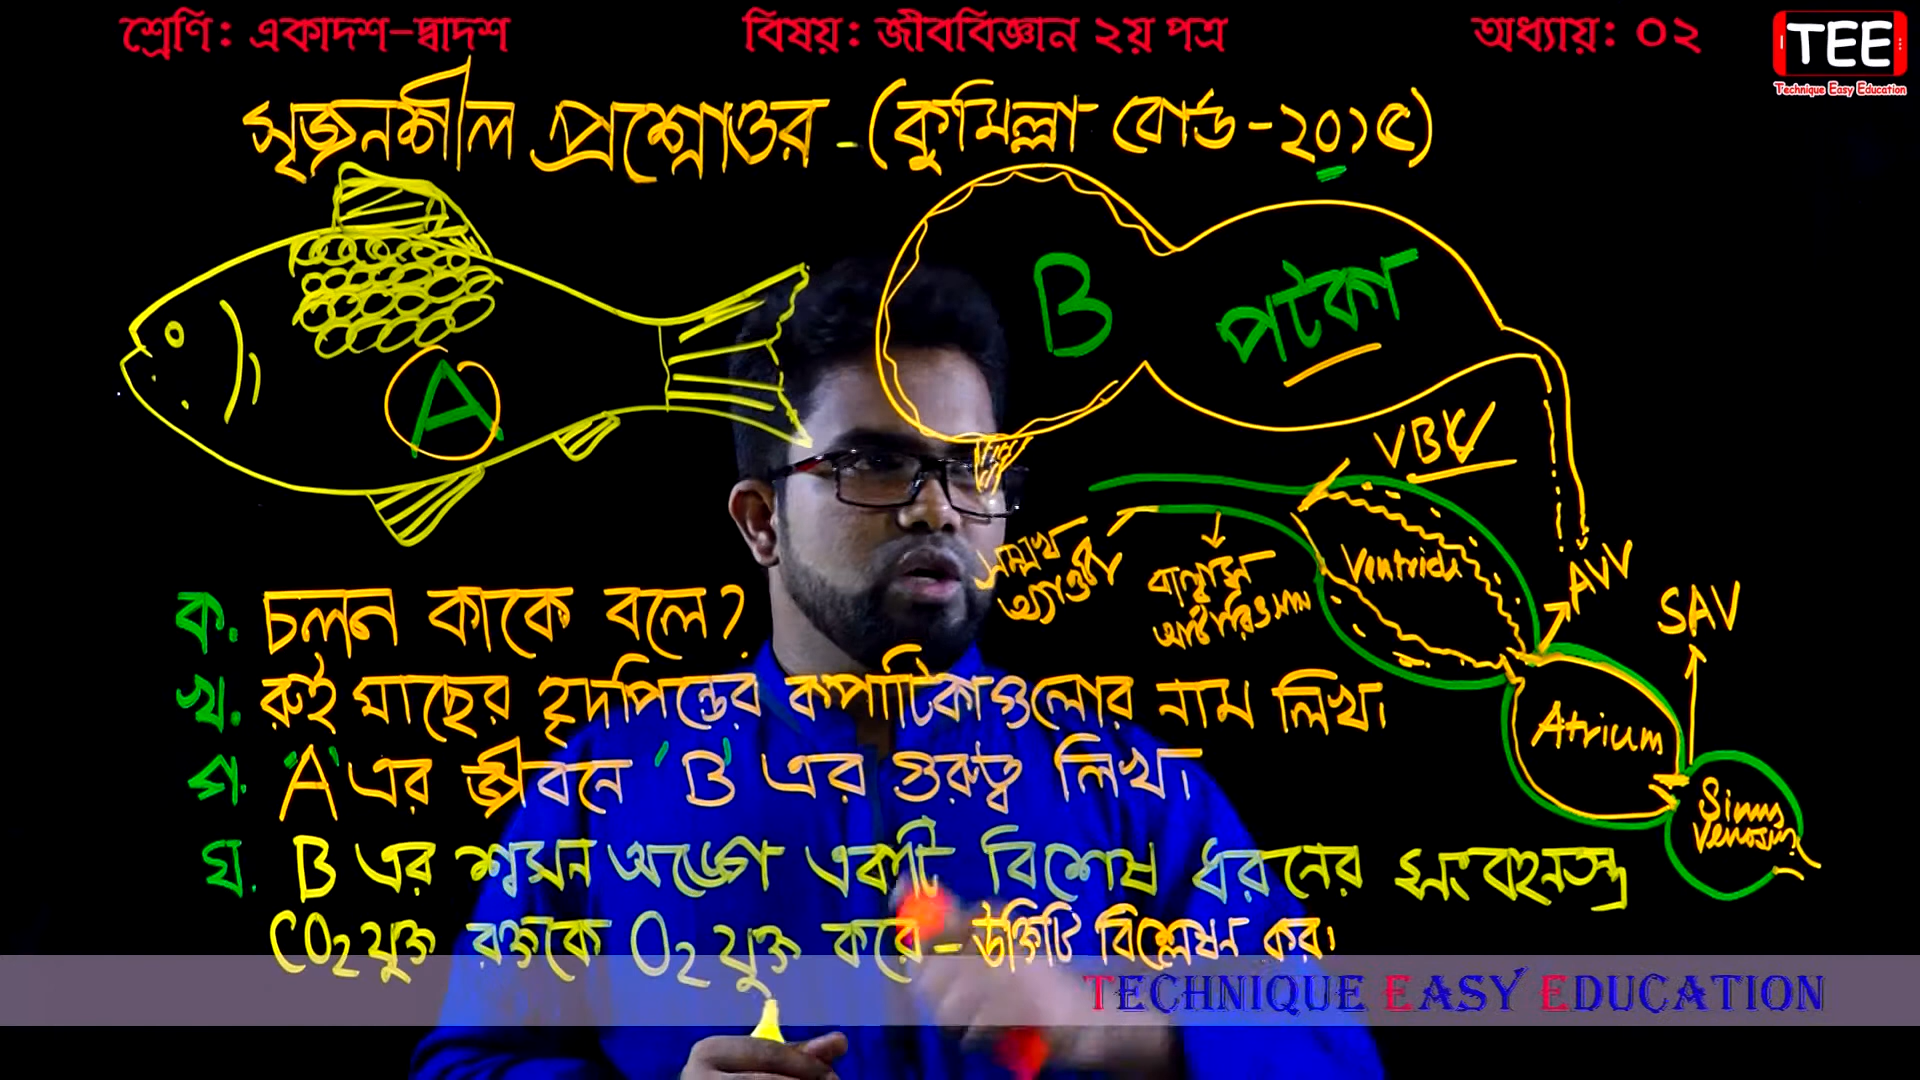 শ্রেণি: একাদশ-দ্বাদশ
বিষয়: জীববিজ্ঞান ২য় পত্র
অধ্যায়: ০২
TEE
Technique Easy Education
সৃজনশীল প্রশ্নোত্তর - (কুমিল্লা বোর্ড-২০১৫)
A
B
পটকা
VBV
সম্মুখ
অ্যাওর্টা
বাল্বাস
আর্টারিওসাস
Ventricle
AVV
SAV
Atrium
Sinus
Venosus
ক. চলন কাকে বলে?
খ. রুই মাছের হৃদপিন্ডের কপাটিকাগুলোর নাম লিখ।
গ. 'A' এর জীবনে 'B' এর গুরুত্ব লিখ।
ঘ. B এর শ্বসন অঙ্গে একটি বিশেষ ধরনের সংবহনতন্ত্র
CO2 যুক্ত রক্তকে O2 যুক্ত করে - উক্তিটি বিশ্লেষণ কর।
TECHNIQUE EASY EDUCATION